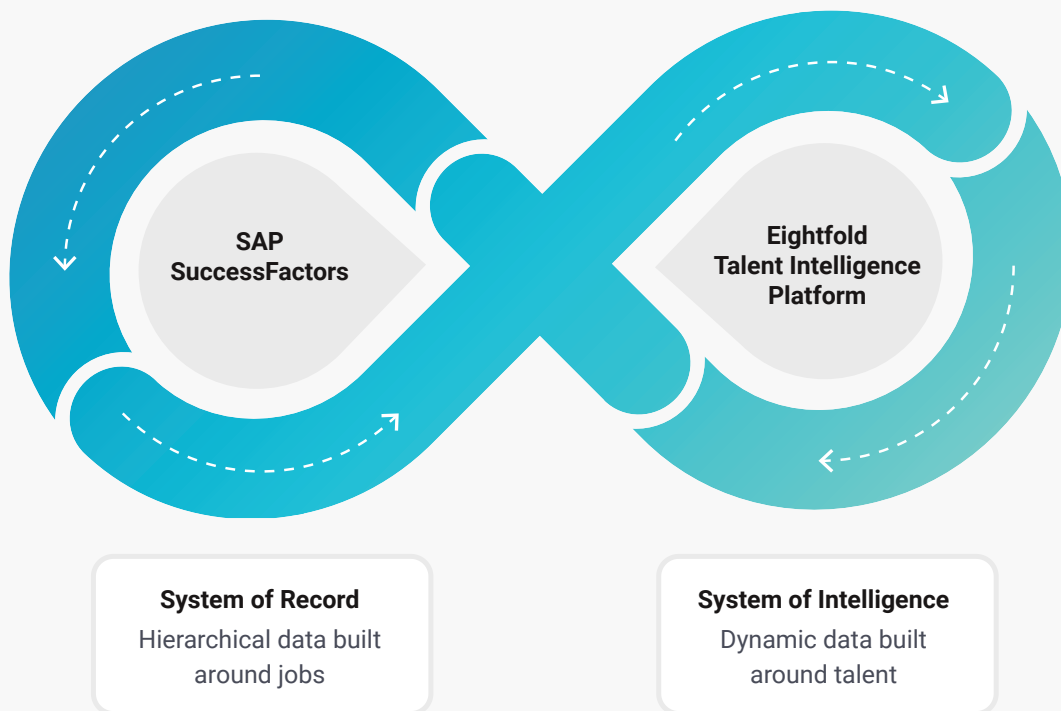 SAP
SuccessFactors
Eightfold
Talent Intelligence
Platform
System of Record
Hierarchical data built
around jobs
System of Intelligence
Dynamic data built
around talent